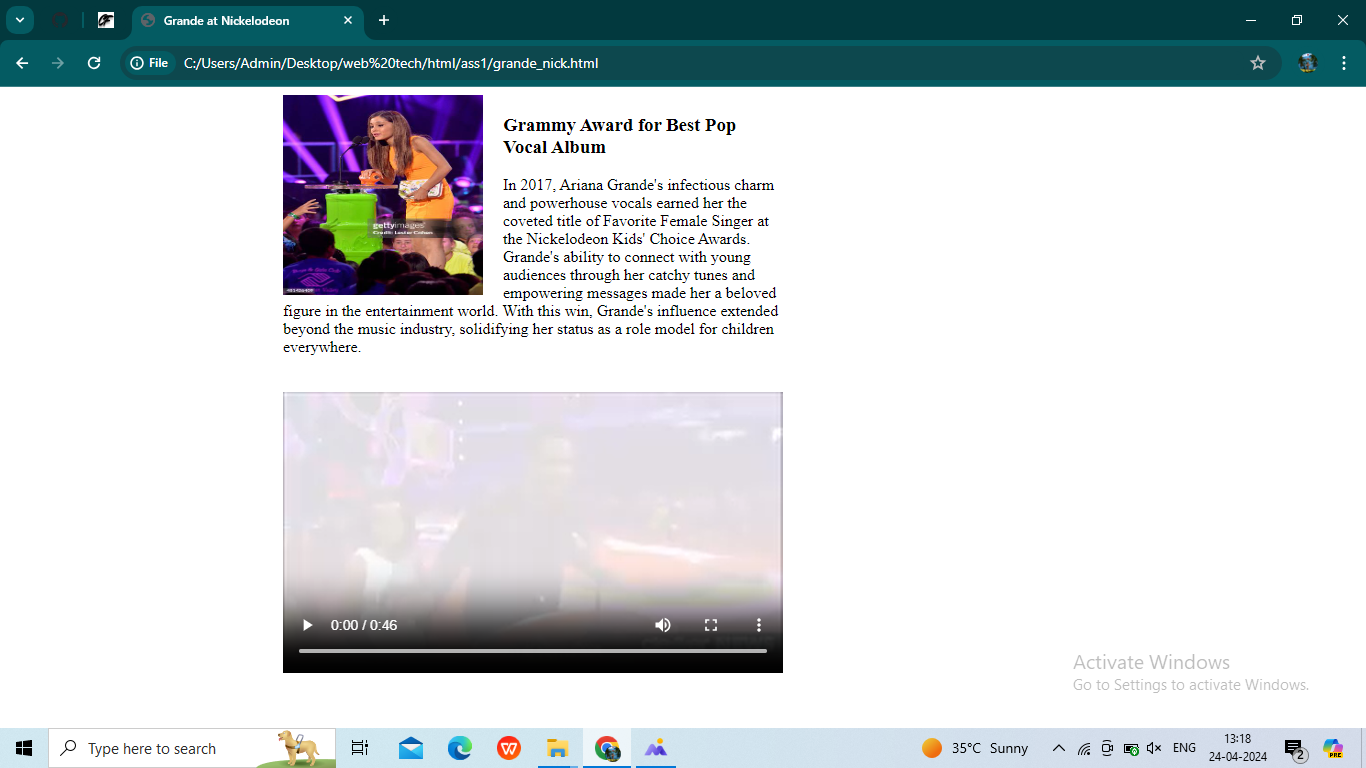 Grande at Nickelodeon
File
C:/Users/Admin/Desktop/web%20tech/html/ass1/grande_nick.html
gettyimages
Credit: Lester Cohen
Grammy Award for Best Pop
Vocal Album
In 2017, Ariana Grande's infectious charm
and powerhouse vocals earned her the
coveted title of Favorite Female Singer at
the Nickelodeon Kids' Choice Awards.
Grande's ability to connect with young
audiences through her catchy tunes and
empowering messages made her a beloved
figure in the entertainment world. With this win, Grande's influence extended
beyond the music industry, solidifying her status as a role model for children
everywhere.
0:00 / 0:46
Activate Windows
Go to Settings to activate Windows.
Type here to search
W
35°C Sunny
ENG
13:18
24-04-2024
2
PRE